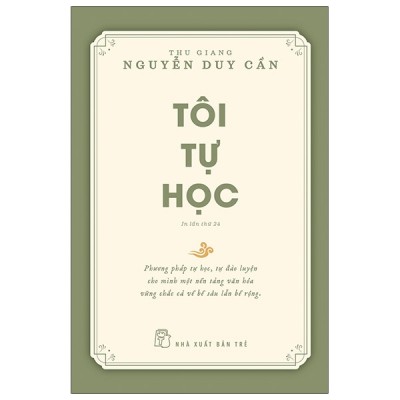 THU GIANG
NGUYỄN DUY CẦN
TÔI
TỰ
HỌC
In lần thứ 24
Phương pháp tự học, tự đào luyện
cho mình một nền tảng văn hóa
vững chắc cả về bề sâu lẫn bề rộng.
NHÀ XUẤT BẢN TRẺ